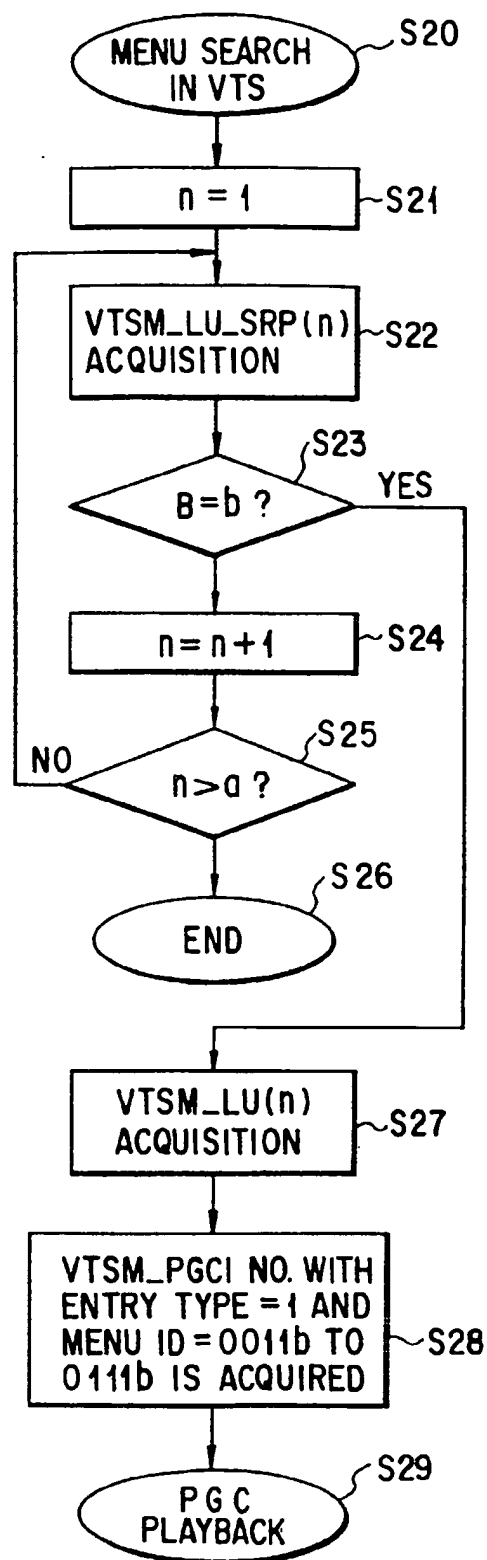 MENU SEARCH
IN VTS
S20
n = 1
S21
VTSM_LU_SRP(n)
ACQUISITION
S22
S23
B=b ?
YES
n=n+1
S24
S25
NO
n>a ?
S26
END
VTSM_LU(n)
ACQUISITION
S27
VTSM_PGCI NO. WITH
ENTRY TYPE =1 AND
MENU ID=0011b TO
0111b IS ACQUIRED
S28
S29
PGC
PLAYBACK